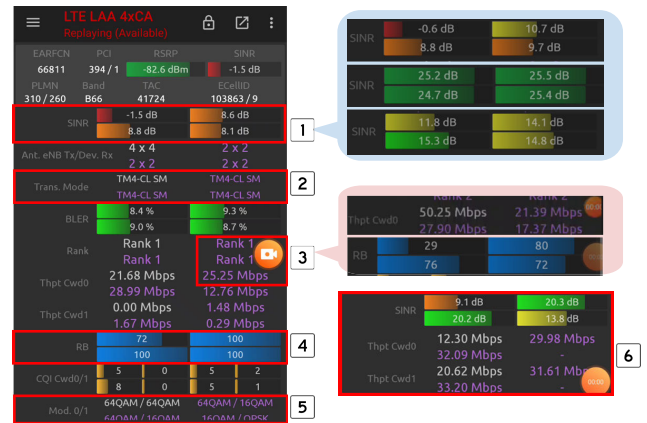 LTE LAA 4xCA
Replaying (Available)
EARFCN PCI RSRP SINR
66811 394 / 1 -82.6 dBm -1.5 dB
PLMN Band TAC ECellID
310 / 260 B66 41724 103863 / 9
SINR -1.5 dB 8.6 dB
8.8 dB 8.1 dB
Ant. eNB Tx/Dev. Rx 4 x 4 2 x 2
2 x 2 2 x 2
Trans. Mode TM4-CL SM TM4-CL SM
TM4-CL SM TM4-CL SM
BLER 8.4 % 9.3 %
9.0 % 8.7 %
Rank Rank 1 Rank 1
Rank 1 Rank 1
Thpt Cwd0 21.68 Mbps 25.25 Mbps
28.99 Mbps 12.76 Mbps
Thpt Cwd1 0.00 Mbps 1.48 Mbps
1.67 Mbps 0.29 Mbps
RB 72 100
100 100
CQI Cwd0/1 5 0 5 2
8 0 5 1
Mod. 0/1 64QAM / 64QAM 64QAM / 16QAM
64QAM / 16QAM 16QAM / QPSK
1
2
3
4
5
SINR -0.6 dB 10.7 dB
8.8 dB 9.7 dB
SINR 25.2 dB 25.5 dB
24.7 dB 25.4 dB
SINR 11.8 dB 14.1 dB
15.3 dB 14.8 dB
Rank 2 Rank 2
Thpt Cwd0 50.25 Mbps 21.39 Mbps 00:00
27.90 Mbps 17.37 Mbps
RB 29 80
76 72
SINR 9.1 dB 20.3 dB
20.2 dB 13.8 dB
Thpt Cwd0 12.30 Mbps 29.98 Mbps
32.09 Mbps -
Thpt Cwd1 20.62 Mbps 31.61 Mbps
33.20 Mbps - 00:00
6